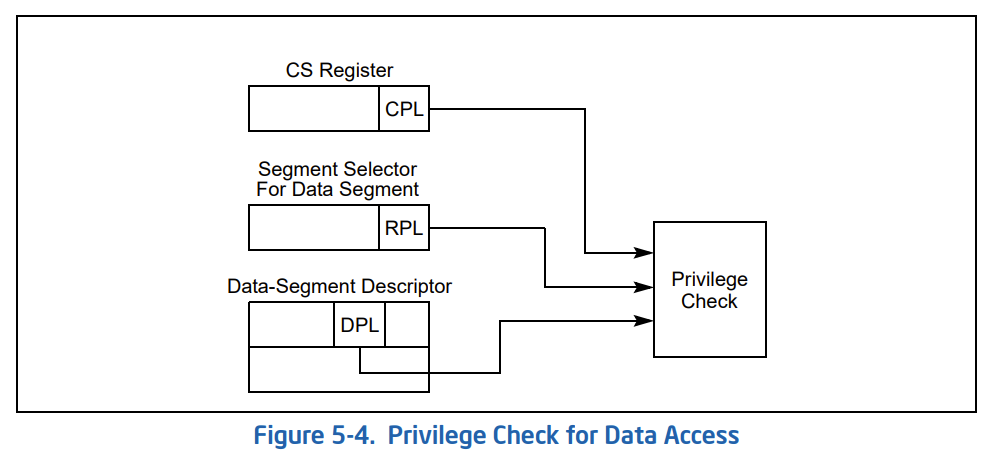 CS Register
CPL
Segment Selector
For Data Segment
RPL
Data-Segment Descriptor
DPL
Privilege
Check
Figure 5-4. Privilege Check for Data Access